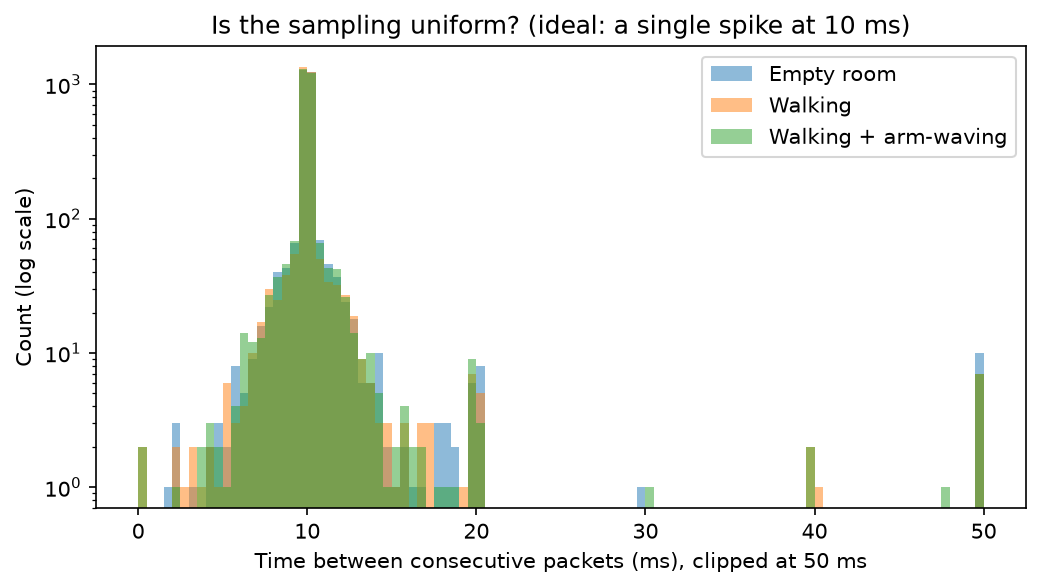 Is the sampling uniform? (ideal: a single spike at 10 ms)
Empty room
Walking
Walking + arm-waving
Count (log scale)
10³
10²
10¹
10⁰
0 10 20 30 40 50
Time between consecutive packets (ms), clipped at 50 ms